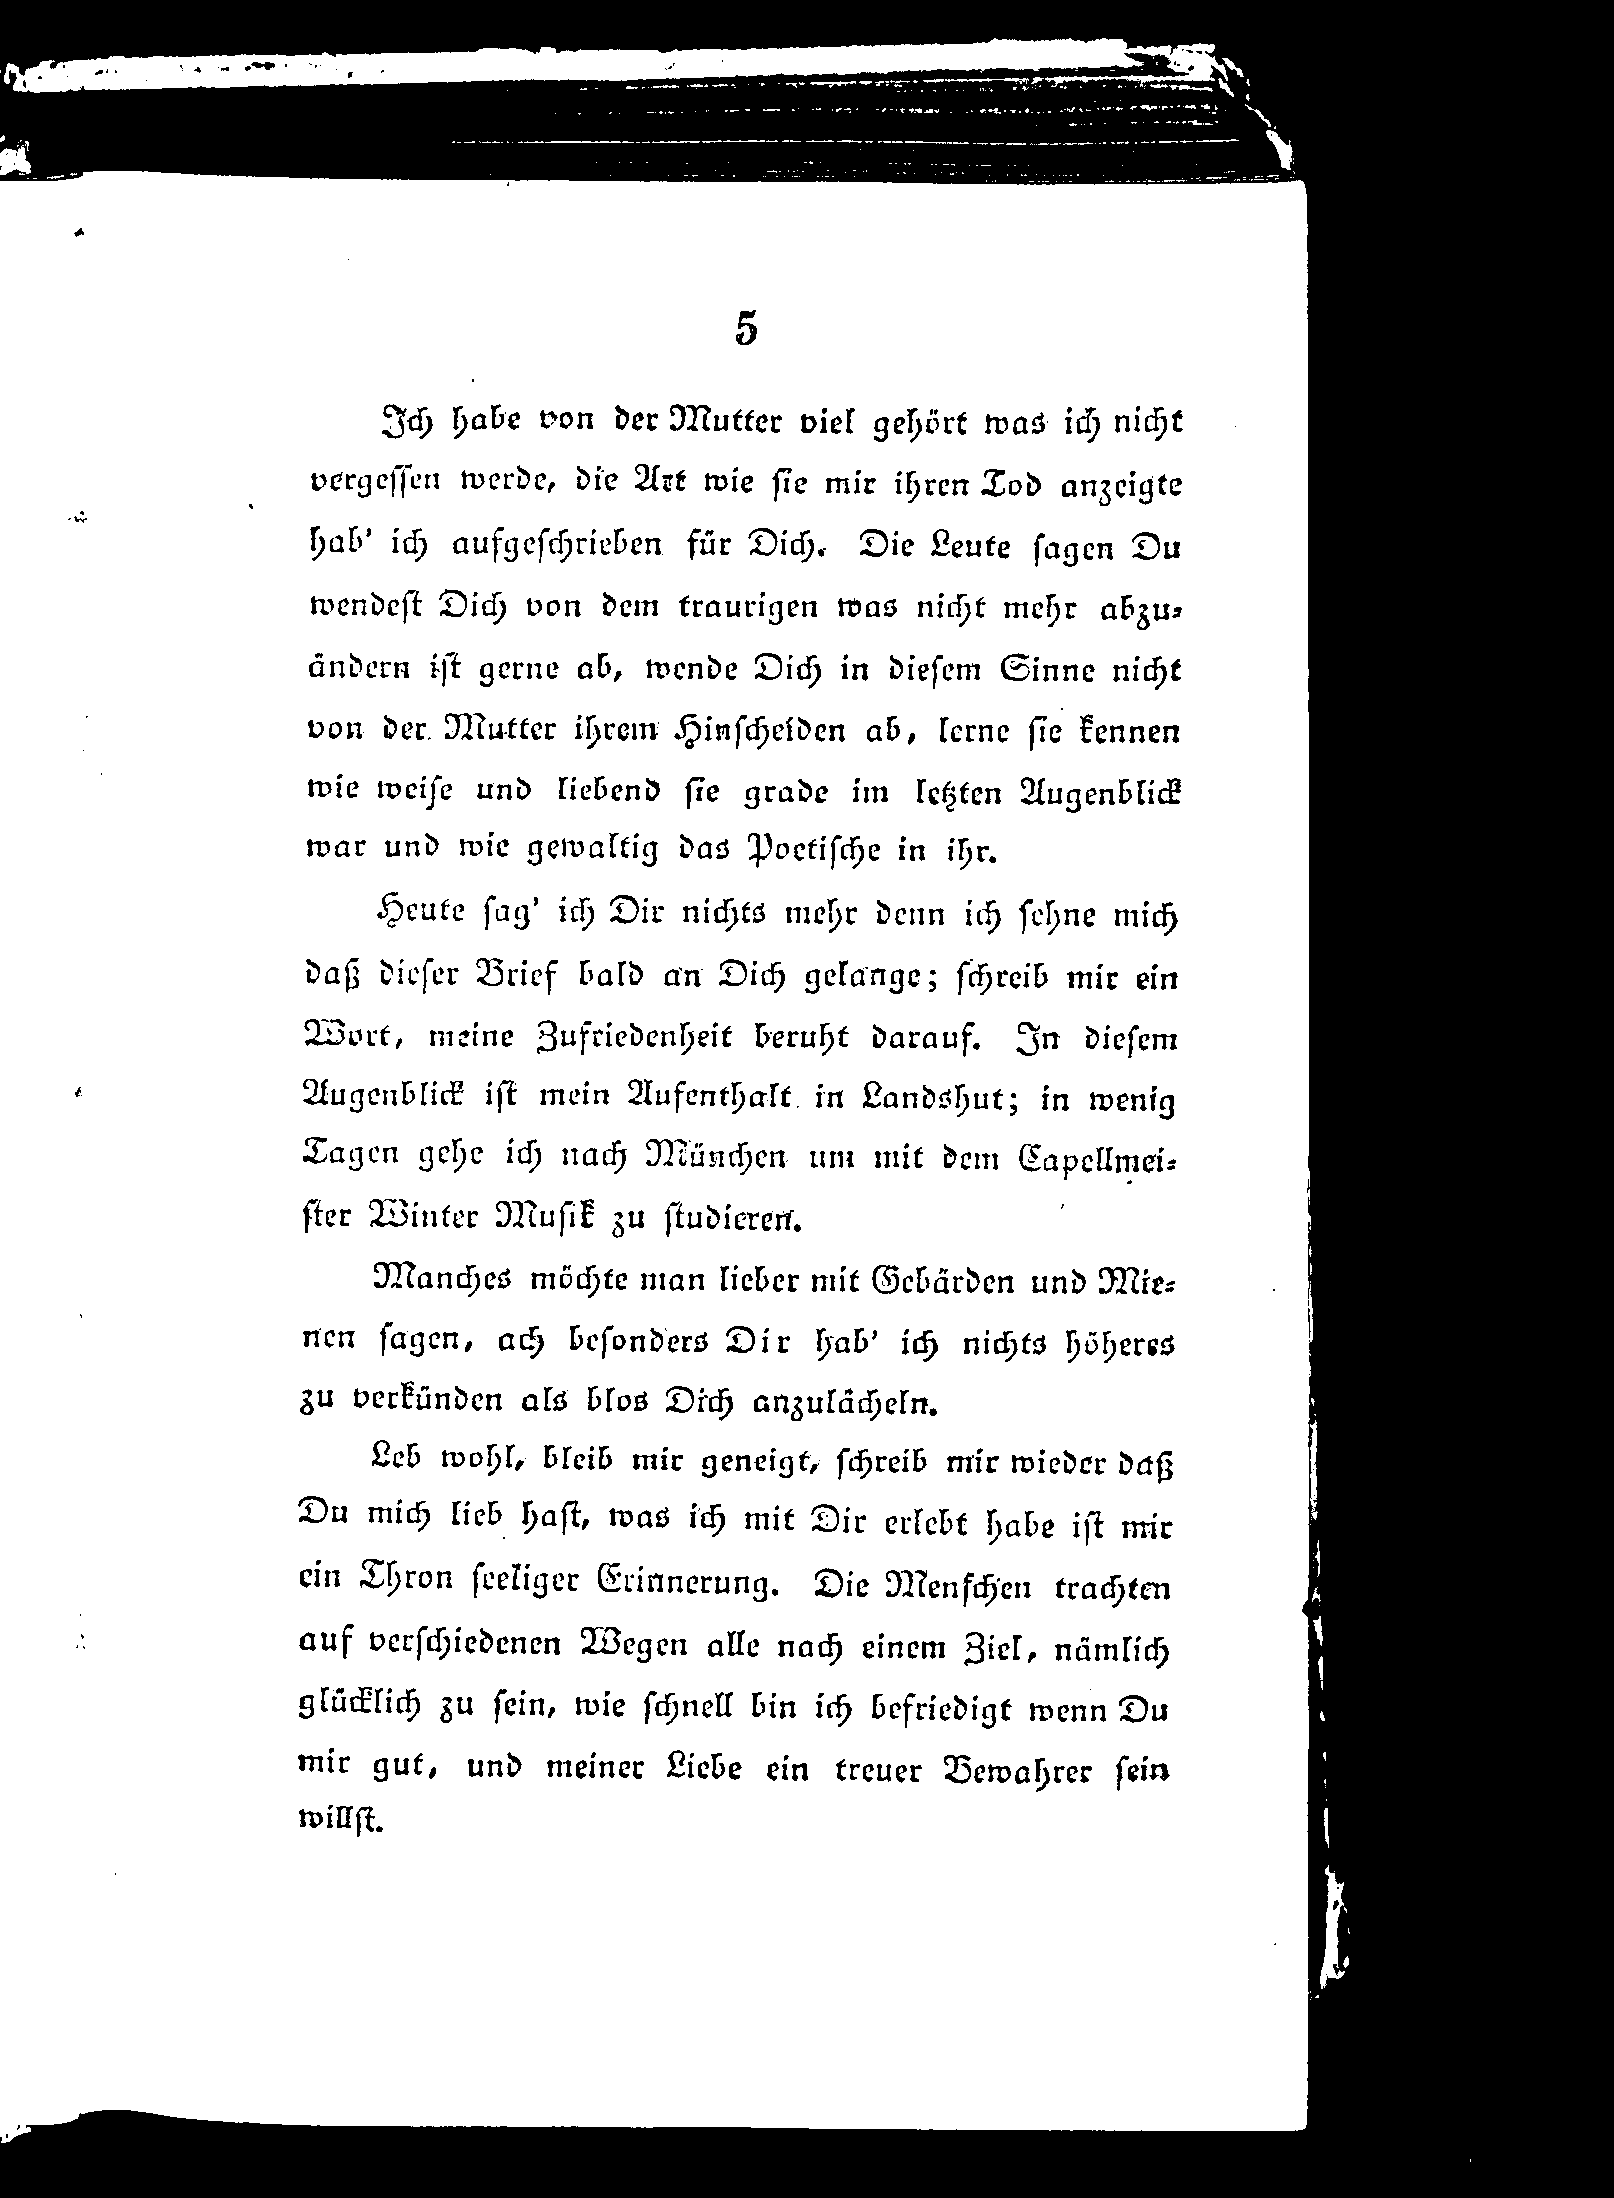 5
Ich habe von der Mutter viel gehört was ich nicht
vergeſſen werde, die Art wie ſie mir ihren Tod anzeigte
hab' ich aufgeſchrieben für Dich. Die Leute ſagen Du
wendeſt Dich von dem traurigen was nicht mehr abzu⸗
ändern iſt gerne ab, wende Dich in dieſem Sinne nicht
von der Mutter ihrem Hinſcheiden ab, lerne ſie kennen
wie weiſe und liebend ſie grade im letzten Augenblick
war und wie gewaltig das Poetiſche in ihr.
Heute ſag' ich Dir nichts mehr denn ich ſehne mich
daß dieſer Brief bald an Dich gelange; ſchreib mir ein
Wort, meine Zufriedenheit beruht darauf. In dieſem
Augenblick iſt mein Aufenthalt in Landshut; in wenig
Tagen gehe ich nach München um mit dem Capellmei⸗
ſter Winter Muſik zu ſtudieren.
Manches möchte man lieber mit Gebärden und Mie⸗
nen ſagen, ach beſonders Dir hab' ich nichts höheres
zu verkünden als blos Dich anzulächeln.
Leb wohl, bleib mir geneigt, ſchreib mir wieder daß
Du mich lieb haſt, was ich mit Dir erlebt habe iſt mir
ein Thron ſeeliger Erinnerung. Die Menſchen trachten
auf verſchiedenen Wegen alle nach einem Ziel, nämlich
glücklich zu ſein, wie ſchnell bin ich befriedigt wenn Du
mir gut, und meiner Liebe ein treuer Bewahrer ſein
willſt.